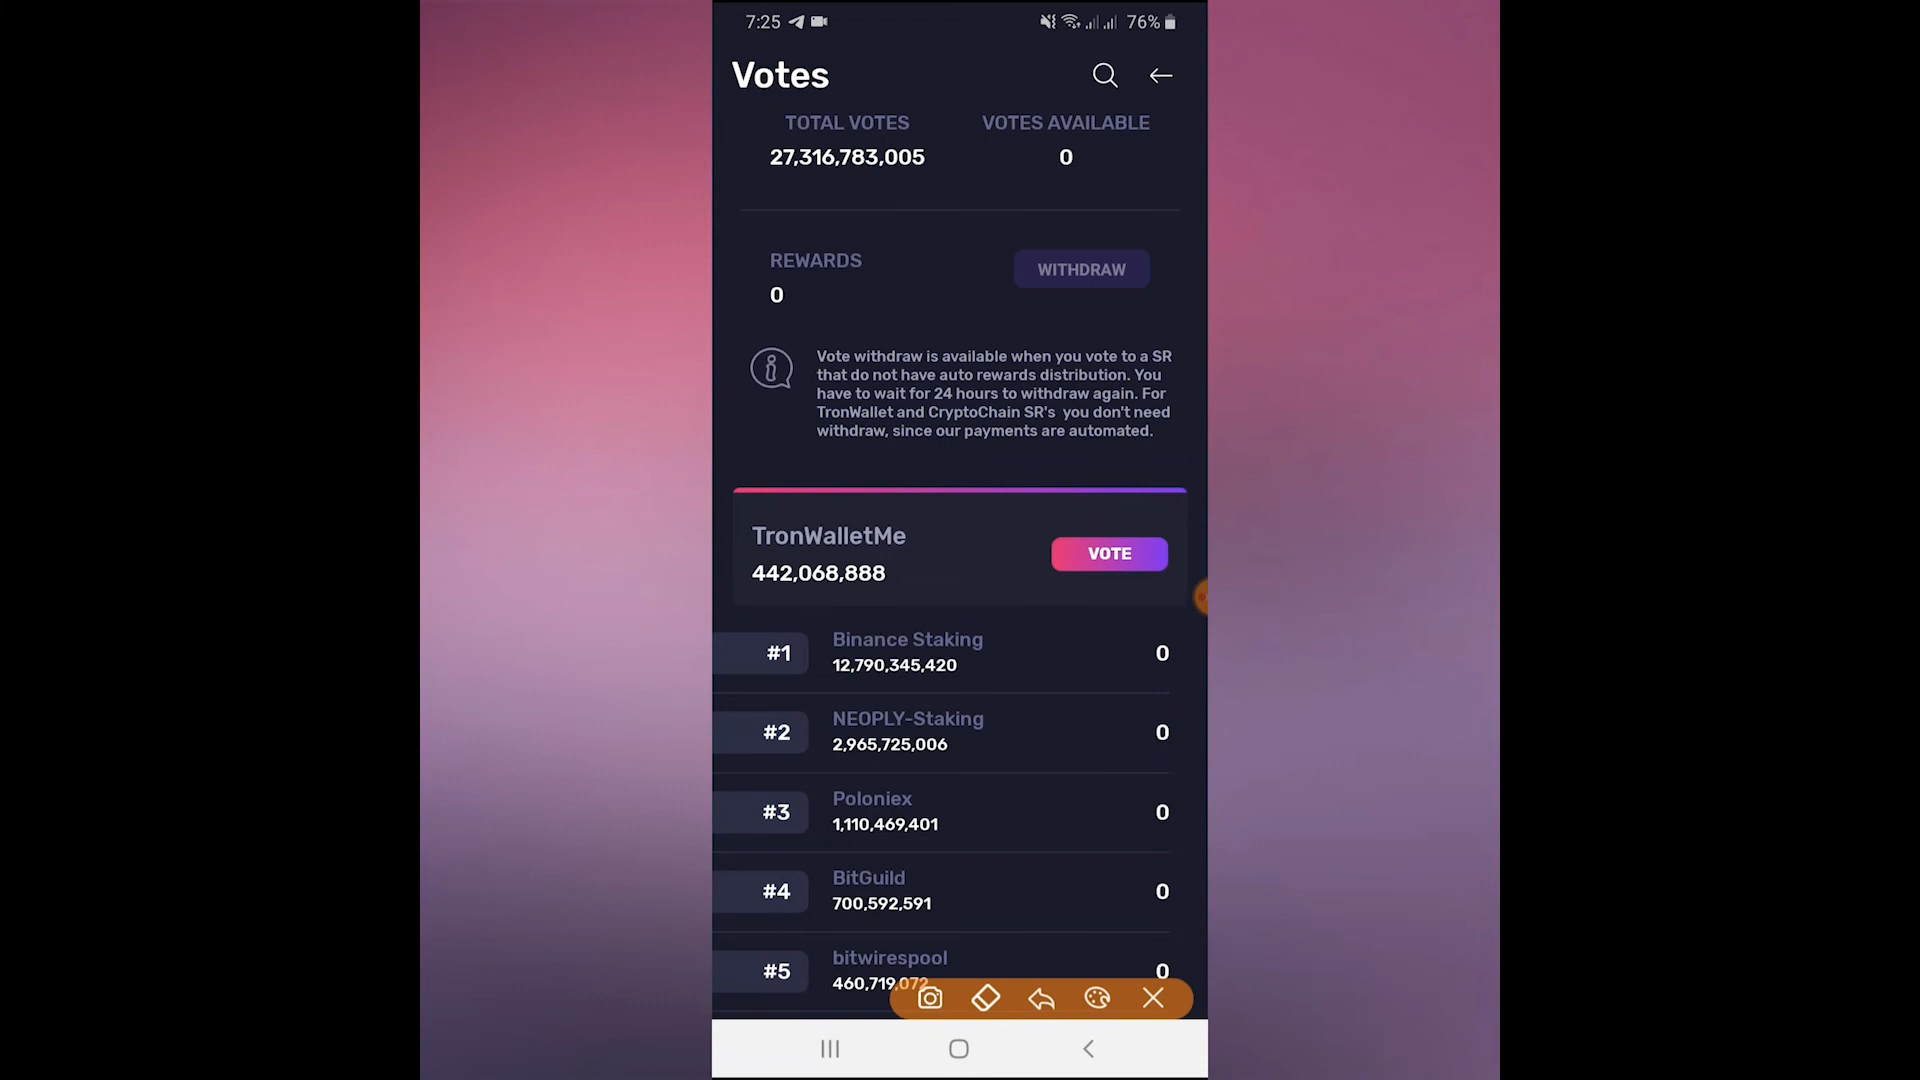 7:25 76%
Votes
TOTAL VOTES VOTES AVAILABLE
27,316,783,005 0
REWARDS
WITHDRAW
0
Vote withdraw is available when you vote to a SR
that do not have auto rewards distribution. You
have to wait for 24 hours to withdraw again. For
TronWallet and CryptoChain SR's you don't need
withdraw, since our payments are automated.
TronWalletMe
VOTE
442,068,888
#1 Binance Staking 0
12,790,345,420
#2 NEOPLY-Staking 0
2,965,725,006
#3 Poloniex 0
1,110,469,401
#4 BitGuild 0
700,592,591
#5 bitwirespool 0
460,719,072